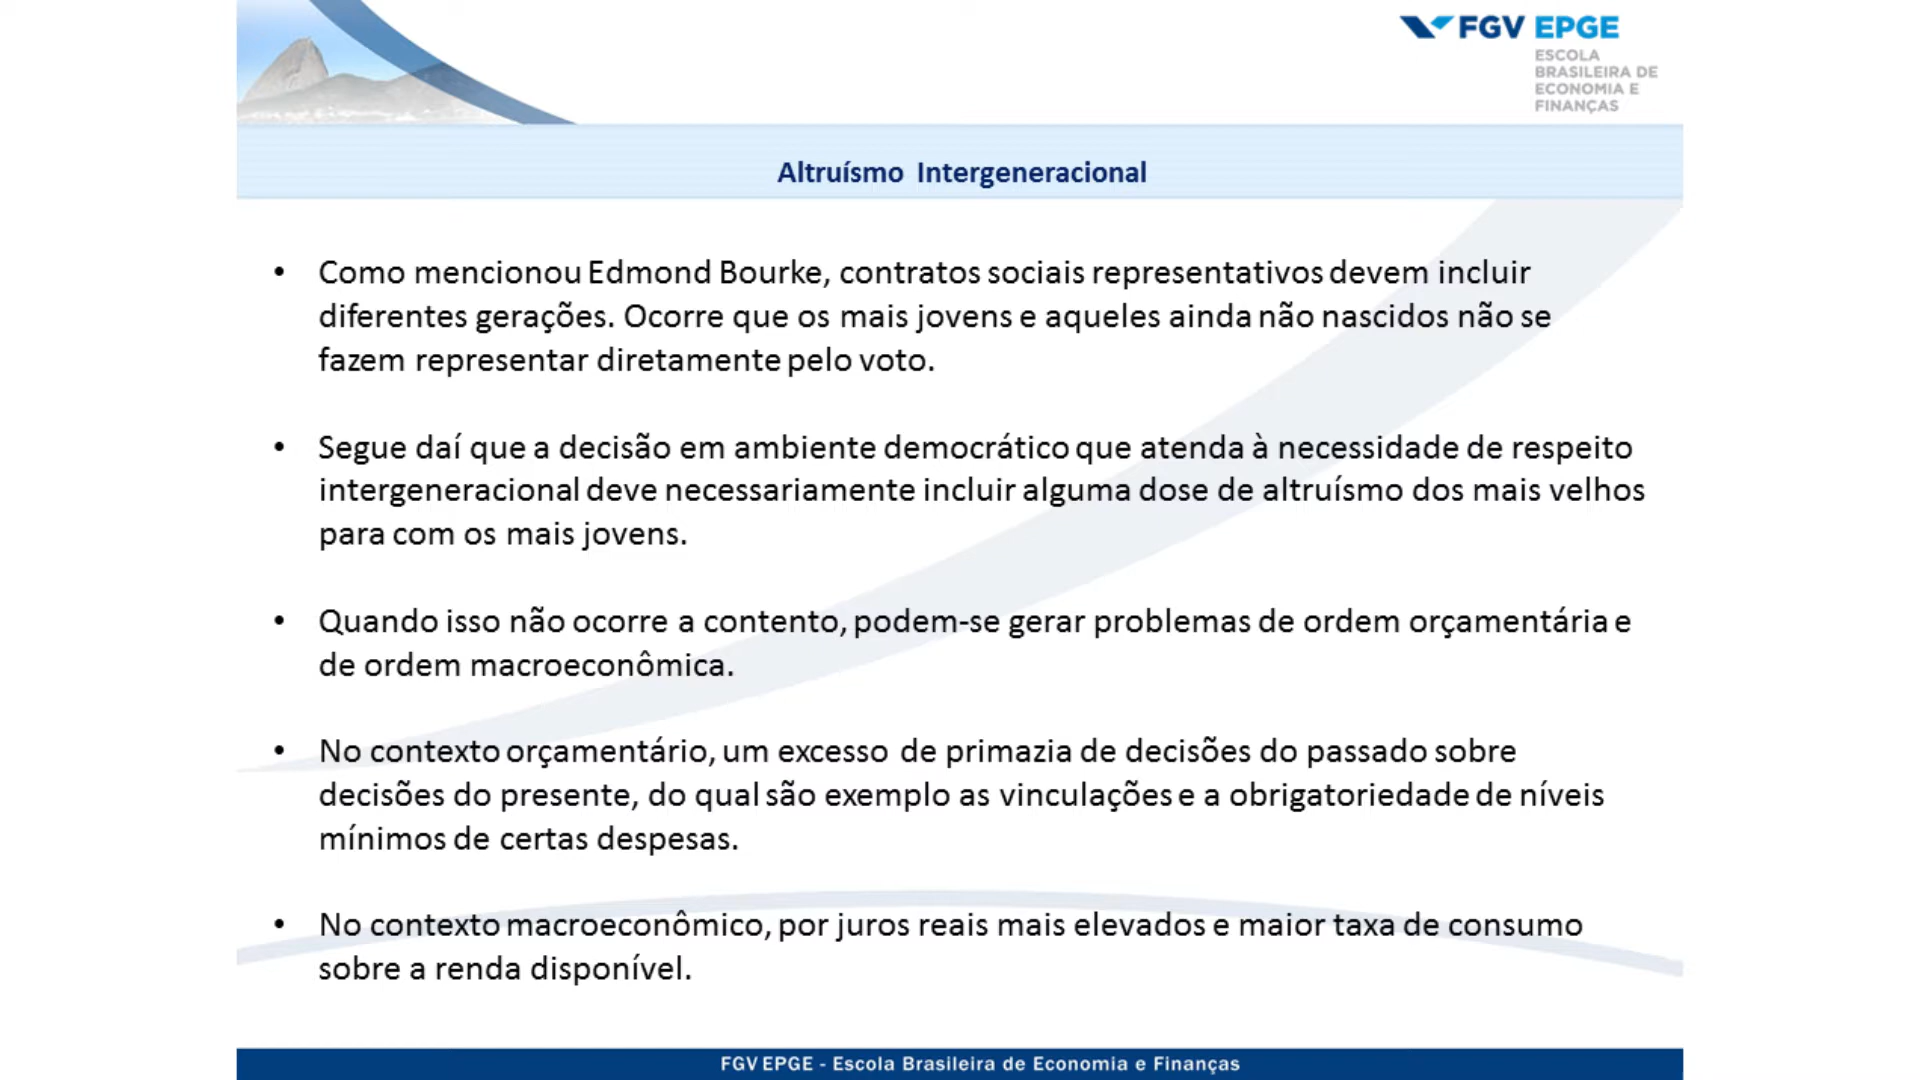 FGV EPGE
ESCOLA
BRASILEIRA DE
ECONOMIA E
FINANÇAS
Altruísmo Intergeneracional
• Como mencionou Edmond Bourke, contratos sociais representativos devem incluir
diferentes gerações. Ocorre que os mais jovens e aqueles ainda não nascidos não se
fazem representar diretamente pelo voto.
• Segue daí que a decisão em ambiente democrático que atenda à necessidade de respeito
intergeneracional deve necessariamente incluir alguma dose de altruísmo dos mais velhos
para com os mais jovens.
• Quando isso não ocorre a contento, podem-se gerar problemas de ordem orçamentária e
de ordem macroeconômica.
• No contexto orçamentário, um excesso de primazia de decisões do passado sobre
decisões do presente, do qual são exemplo as vinculações e a obrigatoriedade de níveis
mínimos de certas despesas.
• No contexto macroeconômico, por juros reais mais elevados e maior taxa de consumo
sobre a renda disponível.
FGV EPGE - Escola Brasileira de Economia e Finanças